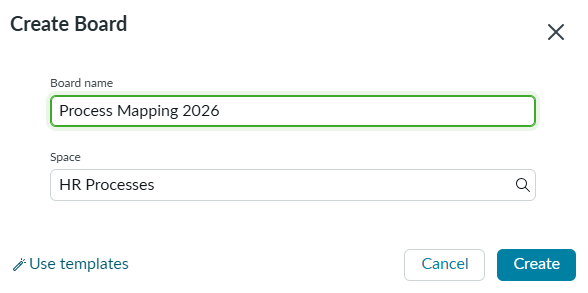 Create Board
Board name
Process Mapping 2026
Space
HR Processes
Use templates
Cancel
Create